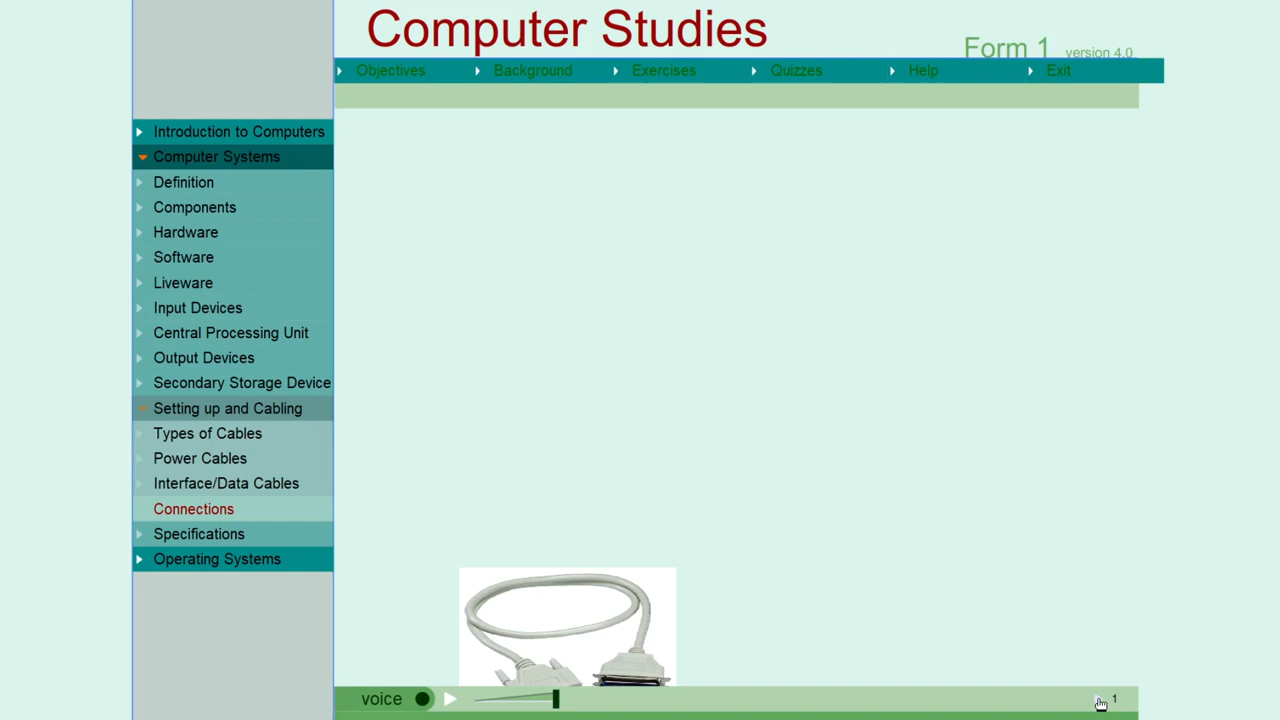 Computer Studies
Form 1 version 4.0
Objectives Background Exercises Quizzes Help Exit
Introduction to Computers
Computer Systems
Definition
Components
Hardware
Software
Liveware
Input Devices
Central Processing Unit
Output Devices
Secondary Storage Device
Setting up and Cabling
Types of Cables
Power Cables
Interface/Data Cables
Connections
Specifications
Operating Systems
voice 1